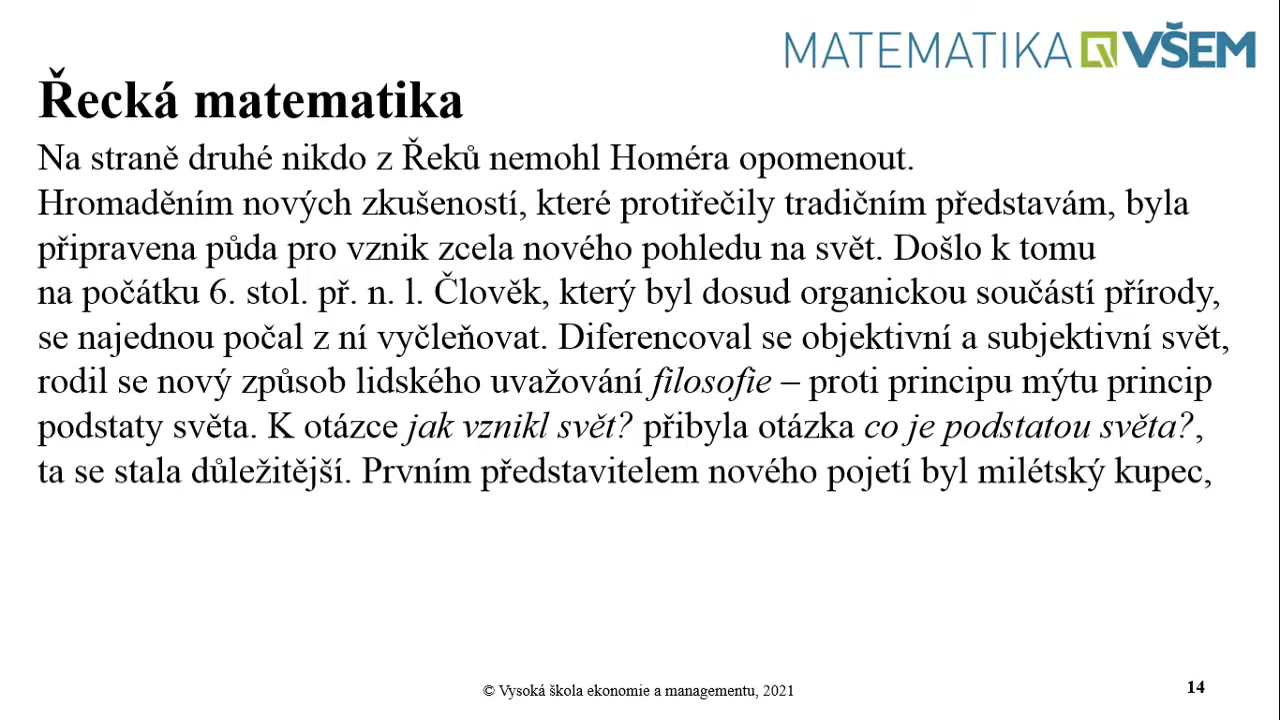 MATEMATIKA VŠEM
Řecká matematika
Na straně druhé nikdo z Řeků nemohl Homéra opomenout.
Hromaděním nových zkušeností, které protiřečily tradičním představám, byla
připravena půda pro vznik zcela nového pohledu na svět. Došlo k tomu
na počátku 6. stol. př. n. l. Člověk, který byl dosud organickou součástí přírody,
se najednou počal z ní vyčleňovat. Diferencoval se objektivní a subjektivní svět,
rodil se nový způsob lidského uvažování filosofie – proti principu mýtu princip
podstaty světa. K otázce jak vznikl svět? přibyla otázka co je podstatou světa?,
ta se stala důležitější. Prvním představitelem nového pojetí byl milétský kupec,
© Vysoká škola ekonomie a managementu, 2021
14